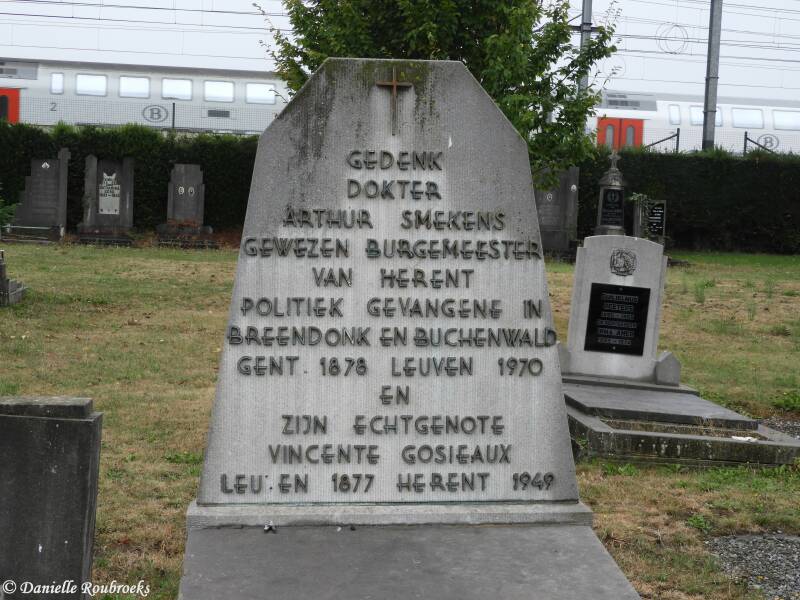 GEDENK
DOKTER
ARTHUR SMEKENS
GEWEZEN BURGEMEESTER
VAN HERENT
POLITIEK GEVANGENE IN
BREENDONK EN BUCHENWALD
GENT. 1878 LEUVEN 1970
EN
ZIJN ECHTGENOTE
VINCENTE GOSIEAUX
LEU.EN 1877 HERENT 1949
2
B
B
© Danielle Roubroeks